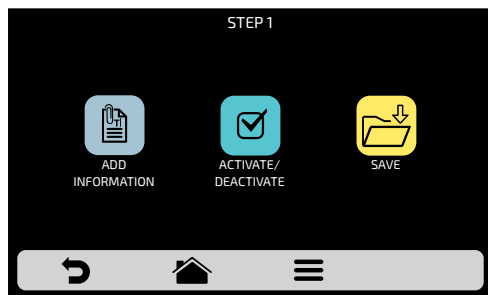 STEP 1
ADD
INFORMATION
ACTIVATE/
DEACTIVATE
SAVE